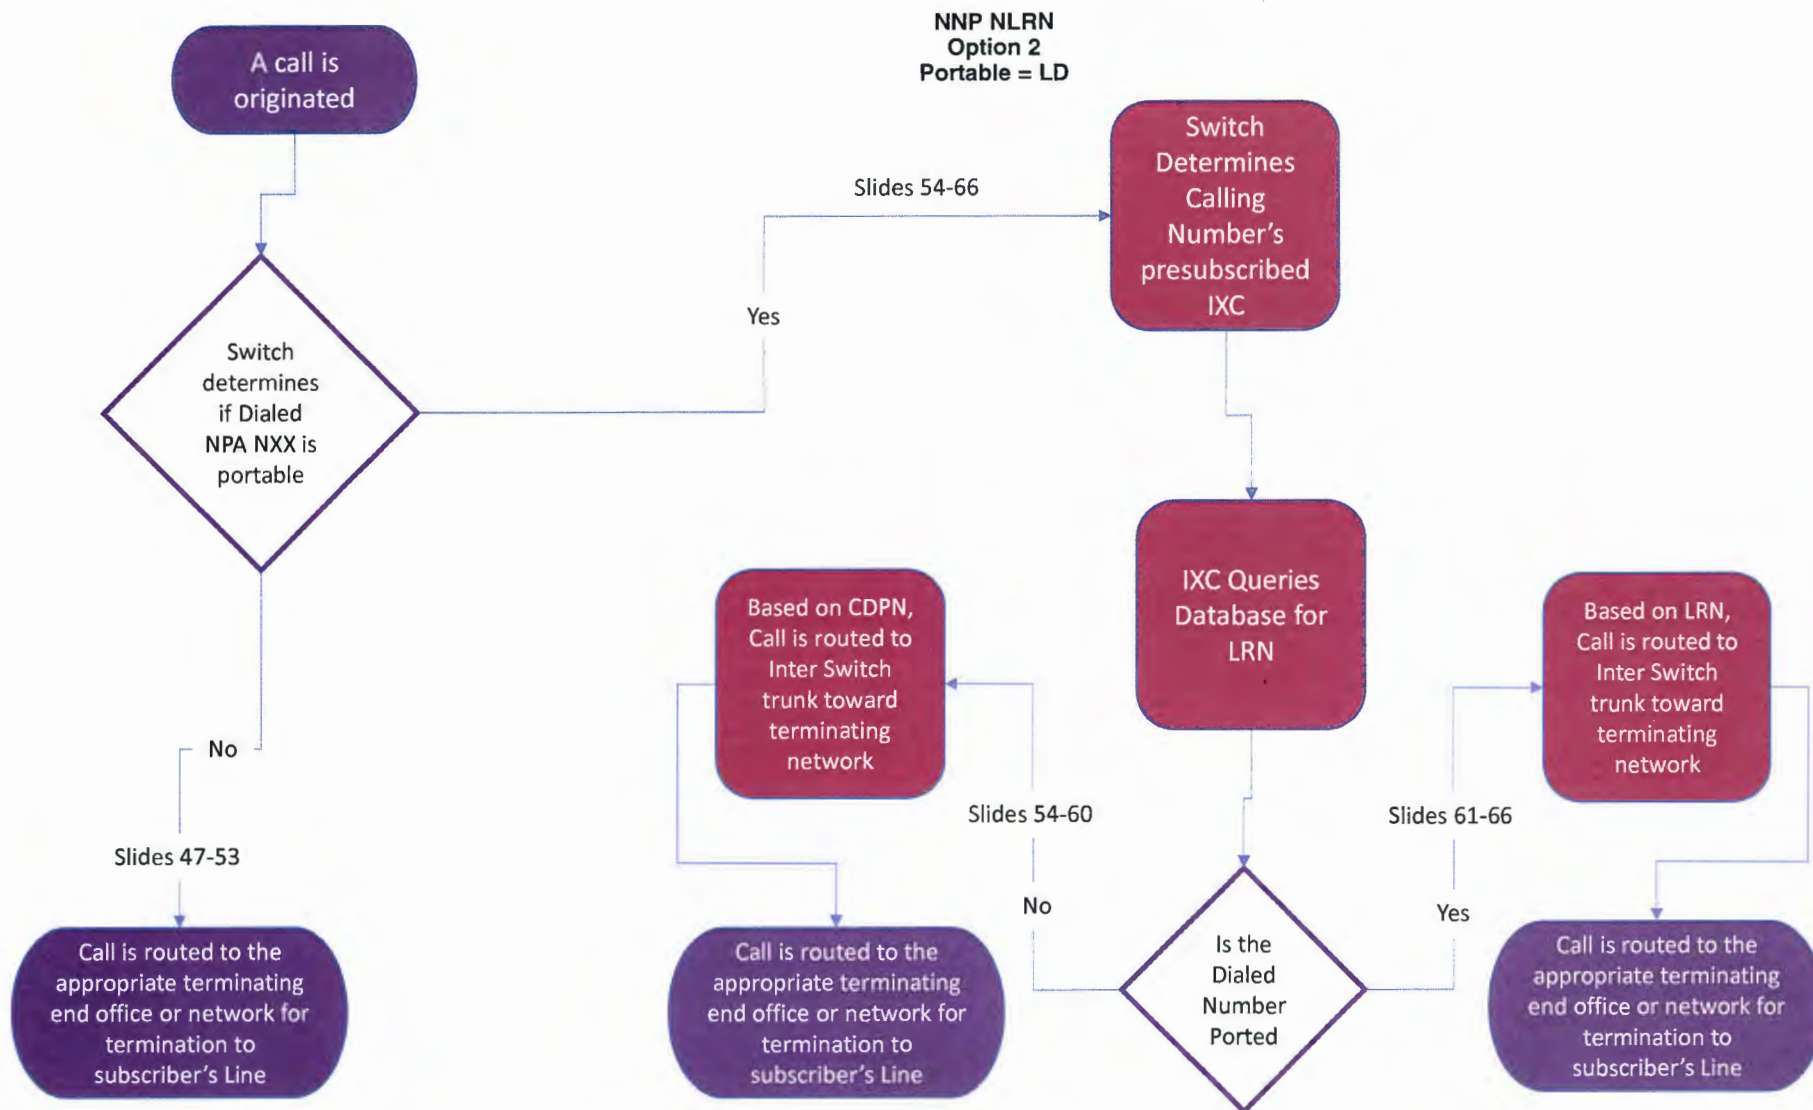 NNP NLRN
Option 2
Portable = LD
A call is
originated
Switch
Determines
Calling
Number's
presubscribed
IXC
Slides 54-66
Yes
Switch
determines
if Dialed
NPA NXX is
portable
IXC Queries
Database for
LRN
Based on CDPN,
Call is routed to
Inter Switch
trunk toward
terminating
network
Based on LRN,
Call is routed to
Inter Switch
trunk toward
terminating
network
No
Slides 47-53
Slides 54-60
Slides 61-66
No
Yes
Call is routed to the
appropriate terminating
end office or network for
termination to
subscriber's Line
Call is routed to the
appropriate terminating
end office or network for
termination to
subscriber's Line
Is the
Dialed
Number
Ported
Call is routed to the
appropriate terminating
end office or network for
termination to
subscriber's Line